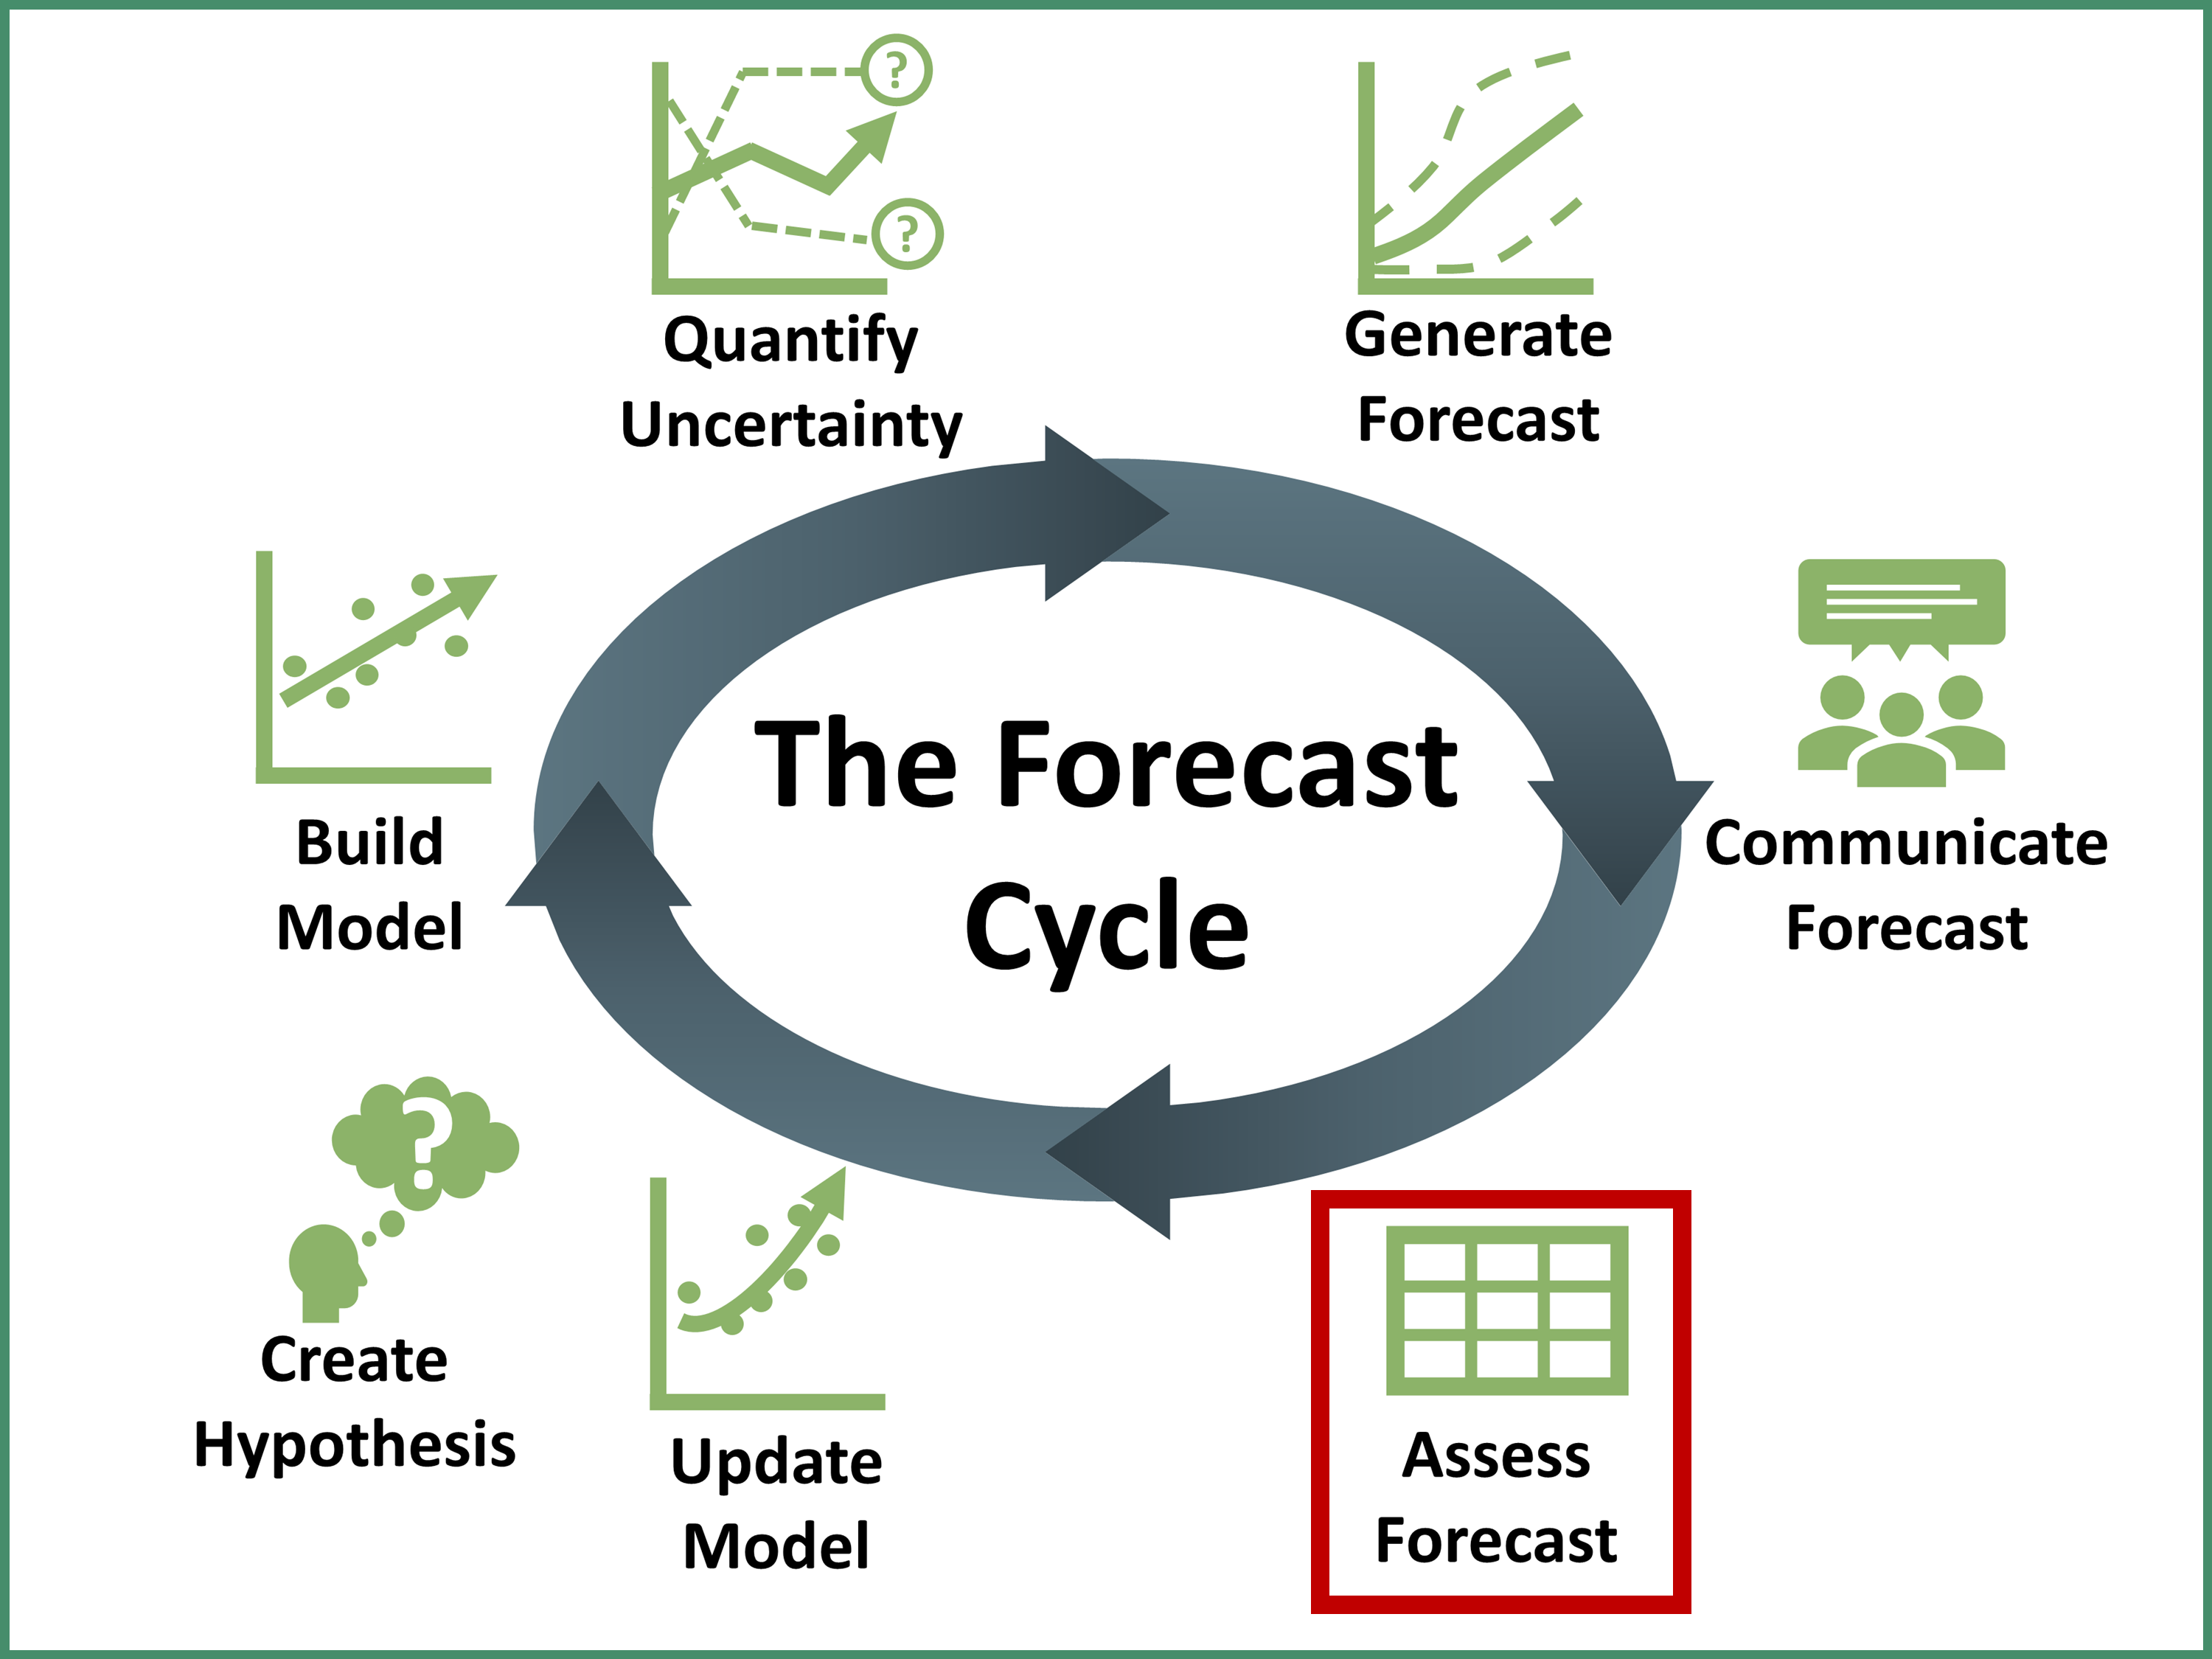 ?
?
Quantify
Uncertainty
Generate
Forecast
Build
Model
The Forecast
Cycle
Communicate
Forecast
?
Create
Hypothesis
Update
Model
Assess
Forecast